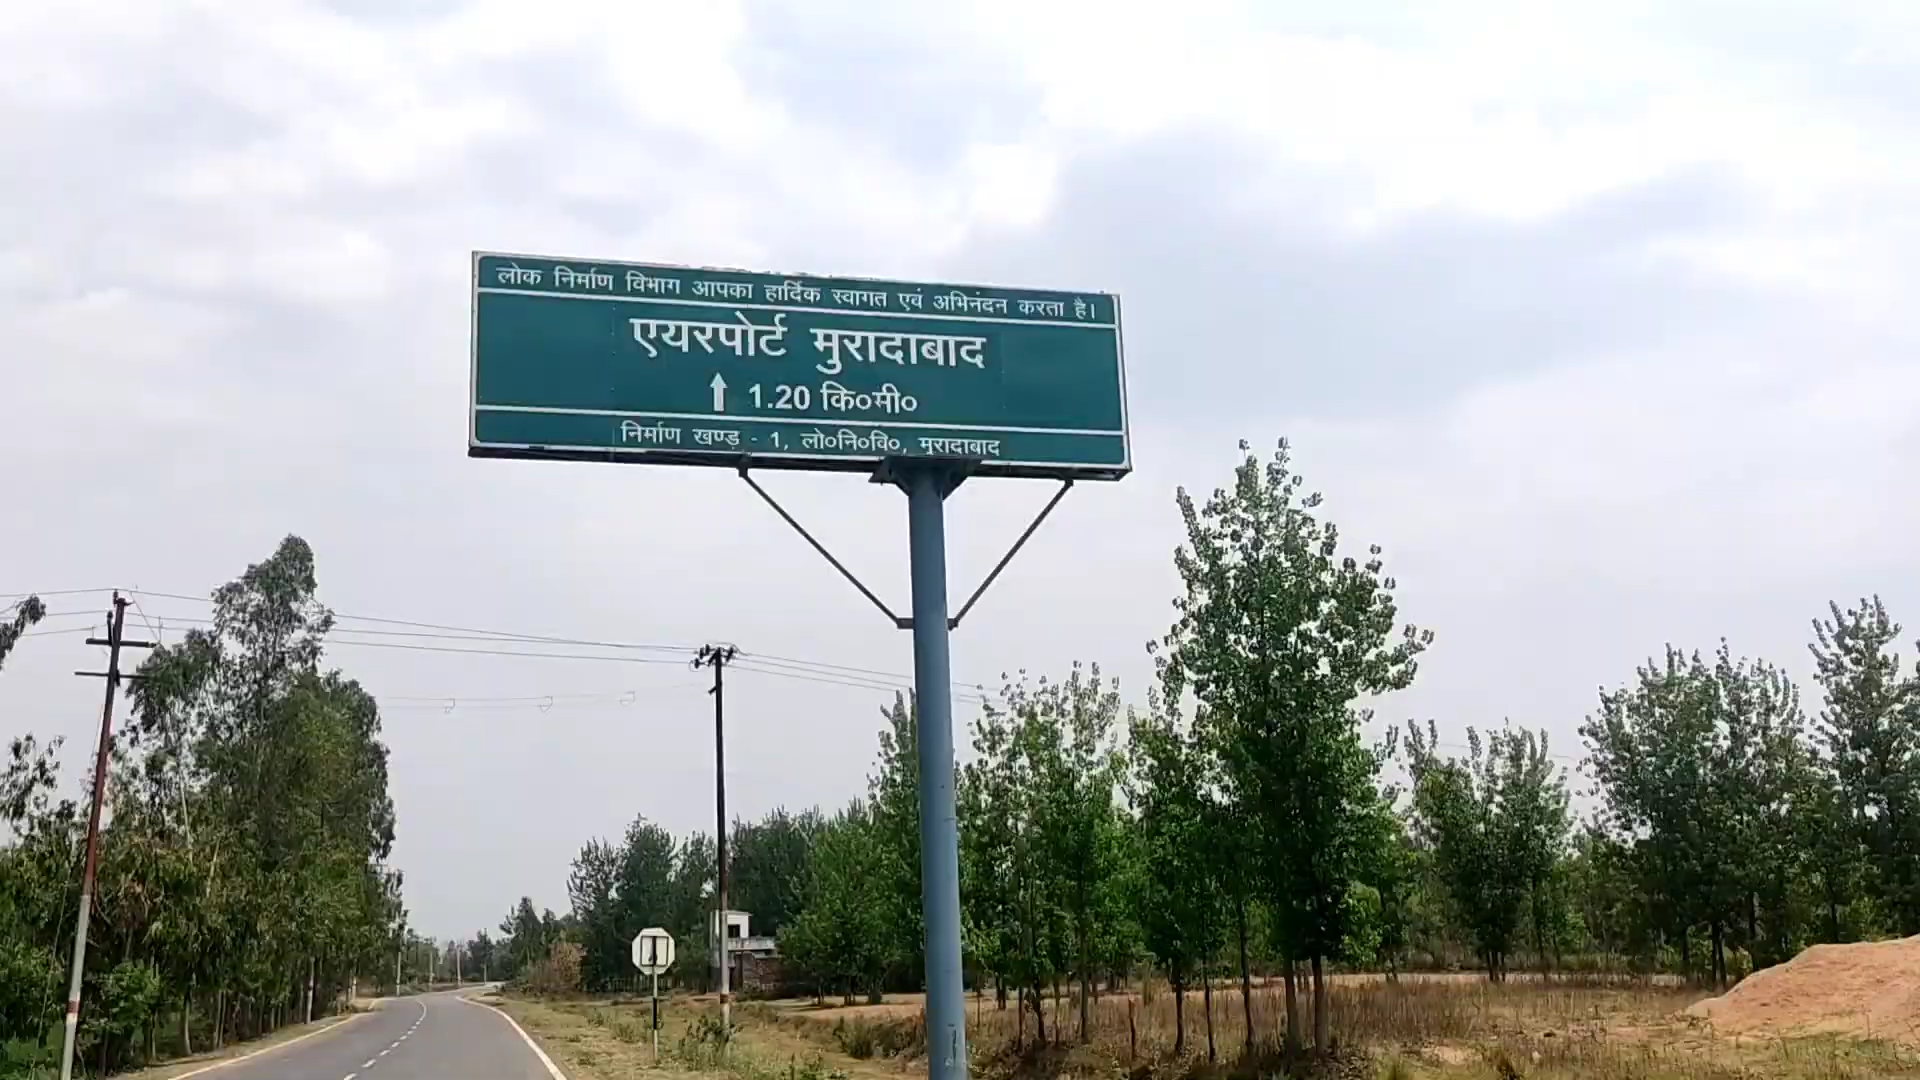 लोक निर्माण विभाग आपका हार्दिक स्वागत एवं अभिनंदन करता है।
एयरपोर्ट मुरादाबाद
↑ 1.20 कि०मी०
निर्माण खण्ड - 1, लो०नि०वि०, मुरादाबाद